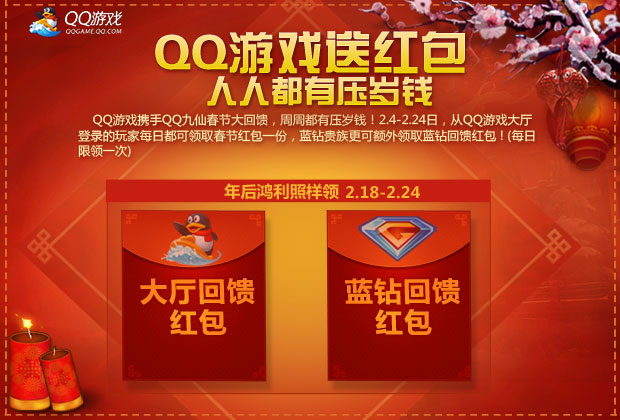 QQ游戏
QQGAME.QQ.COM
QQ游戏送红包
人人都有压岁钱
QQ游戏携手QQ九仙春节大回馈，周周都有压岁钱！2.4-2.24日，从QQ游戏大厅
登录的玩家每日都可领取春节红包一份，蓝钻贵族更可额外领取蓝钻回馈红包！(每日
限领一次)
年后鸿利照样领 2.18-2.24
大厅回馈
红包
蓝钻回馈
红包